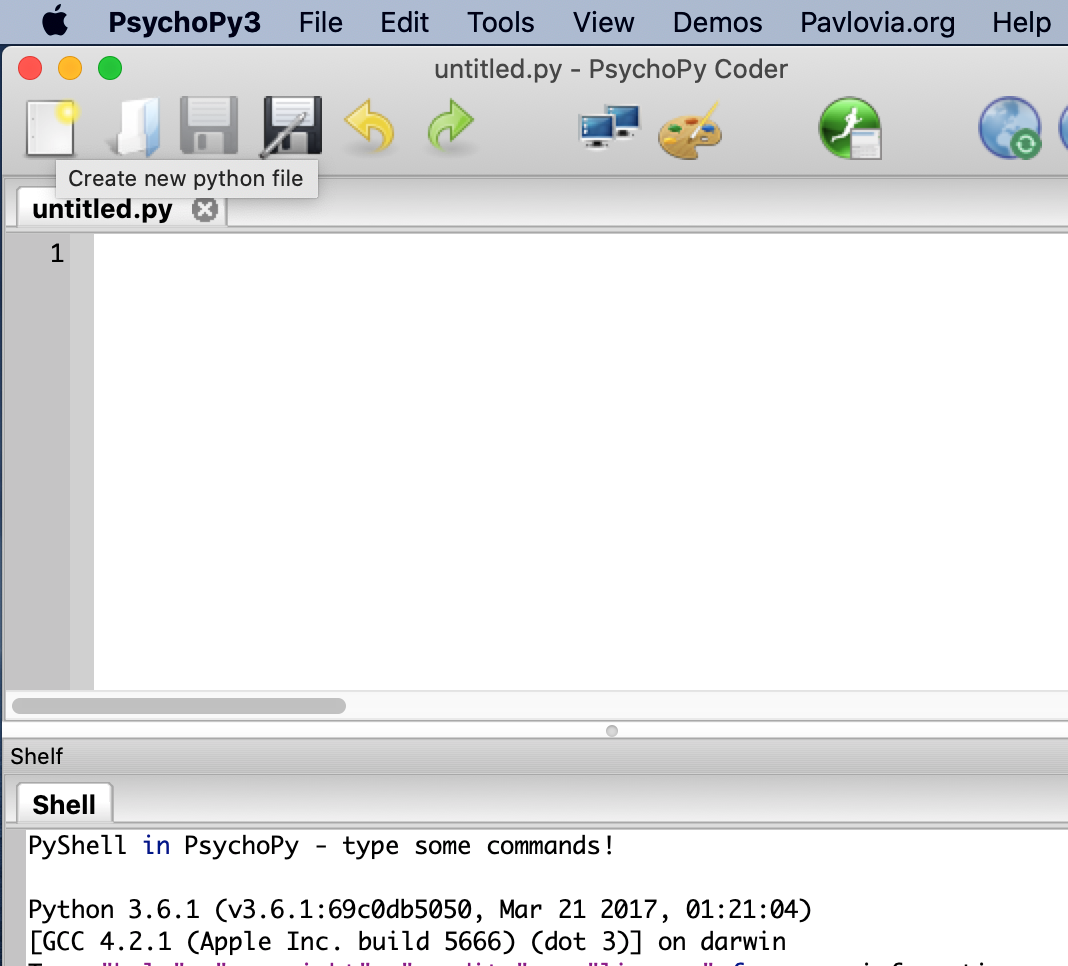 PsychoPy3 File Edit Tools View Demos Pavlovia.org Help
untitled.py - PsychoPy Coder
Create new python file
untitled.py
1
Shelf
Shell
PyShell in PsychoPy - type some commands!
Python 3.6.1 (v3.6.1:69c0db5050, Mar 21 2017, 01:21:04)
[GCC 4.2.1 (Apple Inc. build 5666) (dot 3)] on darwin